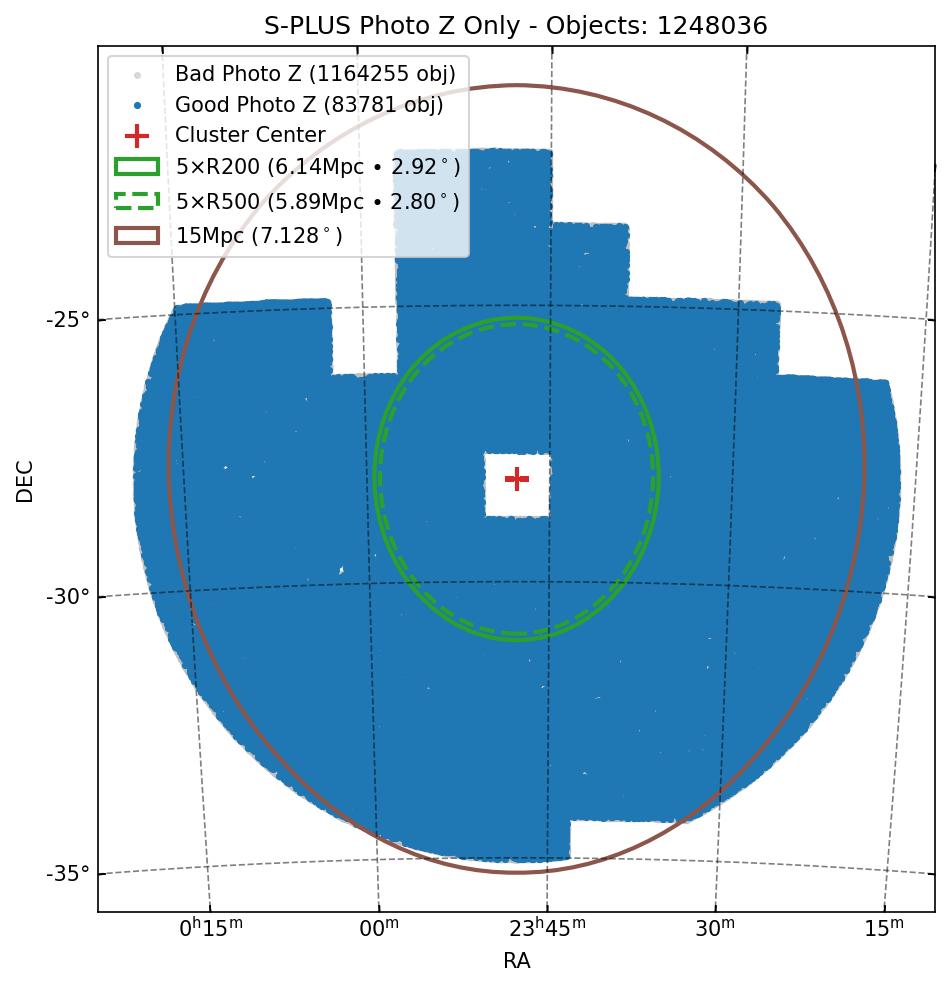 S-PLUS Photo Z Only - Objects: 1248036
Bad Photo Z (1164255 obj)
Good Photo Z (83781 obj)
Cluster Center
5×R200 (6.14Mpc • 2.92°)
5×R500 (5.89Mpc • 2.80°)
15Mpc (7.128°)
-25°
-30°
-35°
DEC
0ʰ15ᵐ 00ᵐ 23ʰ45ᵐ 30ᵐ 15ᵐ
RA